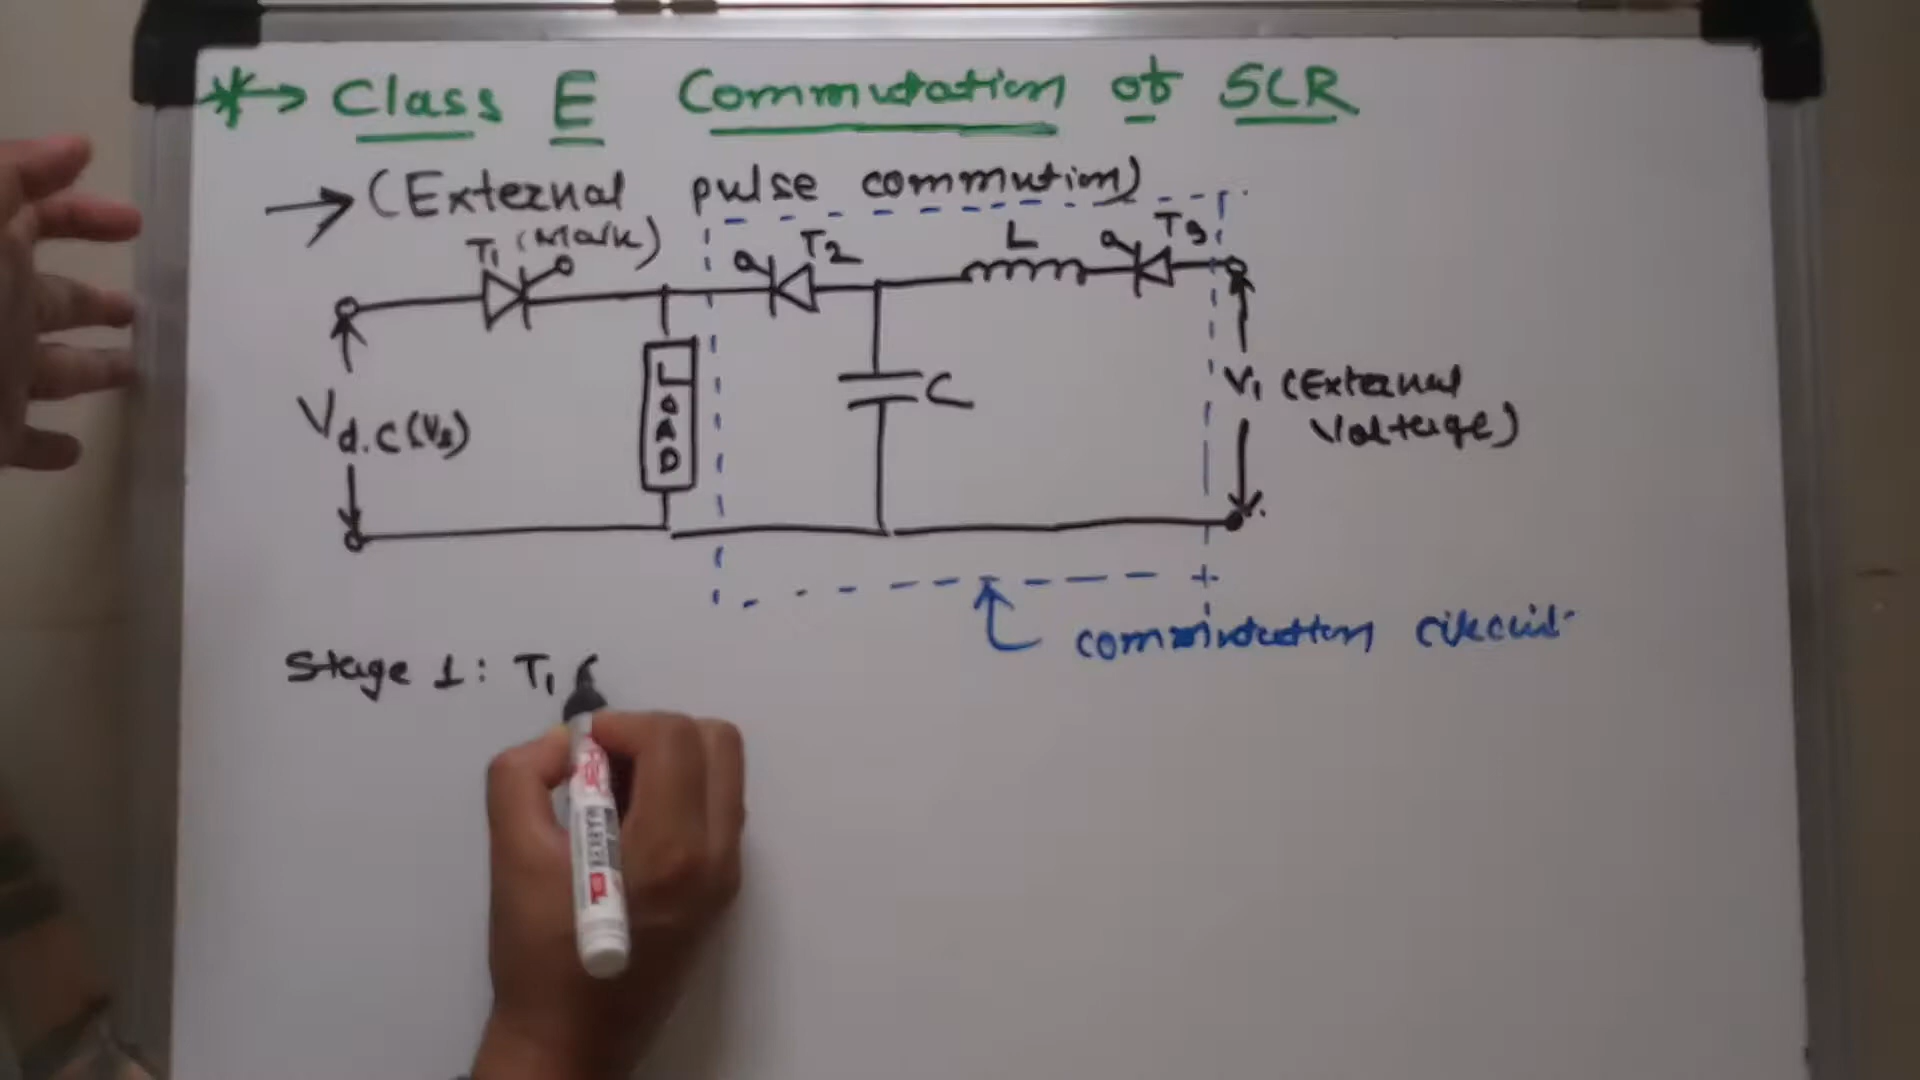 * → Class E Commutation of SCR
→ (External pulse commution)
T1 (Main)
T2
L
T3
Vd.c (Vs)
LOAD
C
V1 (External
Voltage)
commutation circuit
Stage 1: T1